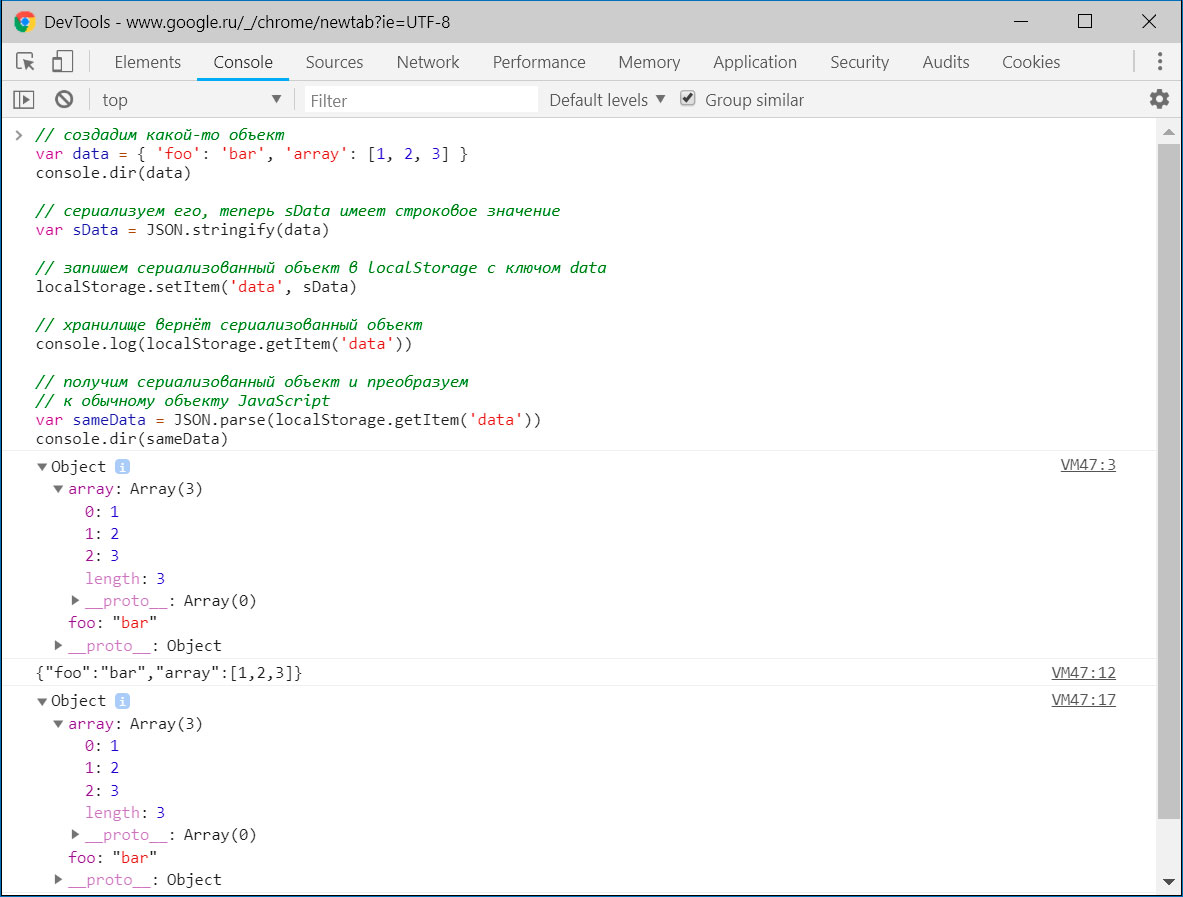 DevTools - www.google.ru/_/chrome/newtab?ie=UTF-8
Elements Console Sources Network Performance Memory Application Security Audits Cookies
top Filter Default levels Group similar
// создадим какой-то объект
var data = { 'foo': 'bar', 'array': [1, 2, 3] }
console.dir(data)
// сериализуем его, теперь sData имеет строковое значение
var sData = JSON.stringify(data)
// запишем сериализованный объект в localStorage с ключом data
localStorage.setItem('data', sData)
// хранилище вернёт сериализованный объект
console.log(localStorage.getItem('data'))
// получим сериализованный объект и преобразуем
// к обычному объекту JavaScript
var sameData = JSON.parse(localStorage.getItem('data'))
console.dir(sameData)
Object i VM47:3
array: Array(3)
0: 1
1: 2
2: 3
length: 3
__proto__: Array(0)
foo: "bar"
__proto__: Object
{"foo":"bar","array":[1,2,3]} VM47:12
Object i VM47:17
array: Array(3)
0: 1
1: 2
2: 3
length: 3
__proto__: Array(0)
foo: "bar"
__proto__: Object